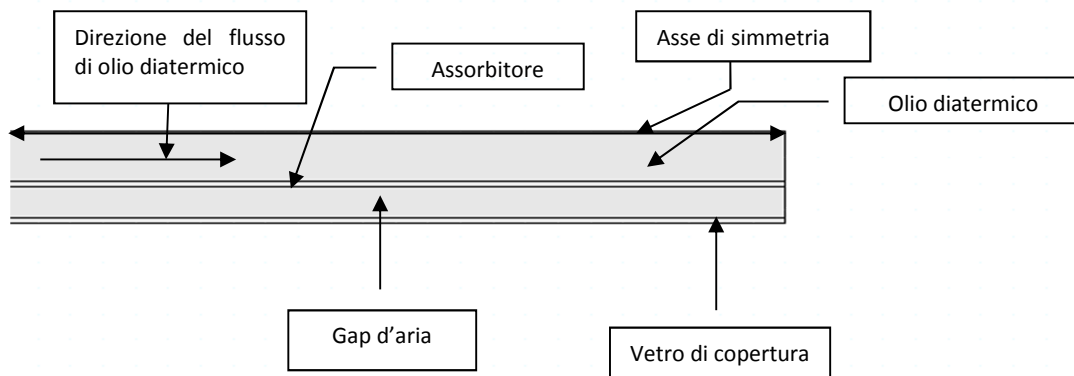 Direzione del flusso
di olio diatermico
Assorbitore
Asse di simmetria
Olio diatermico
Gap d’aria
Vetro di copertura